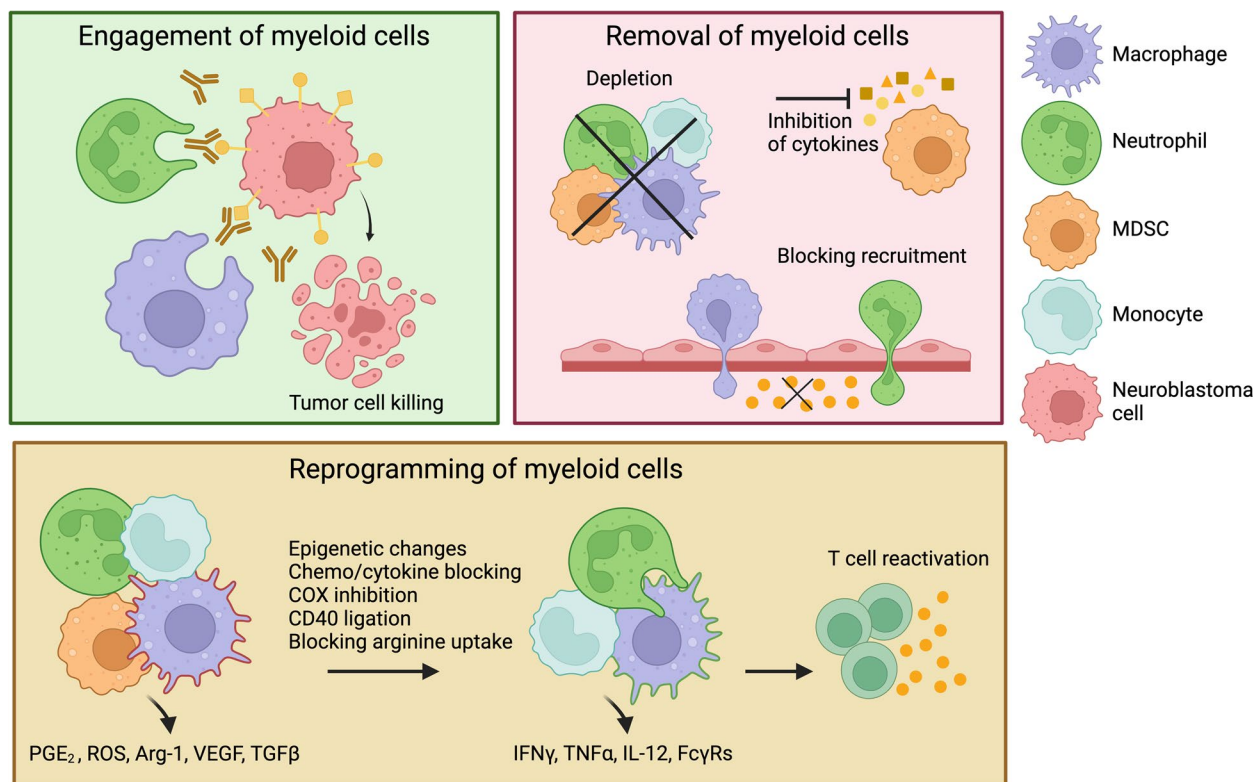 Engagement of myeloid cells
Tumor cell killing
Removal of myeloid cells
Depletion
Inhibition
of cytokines
Blocking recruitment
Macrophage
Neutrophil
MDSC
Monocyte
Neuroblastoma
cell
Reprogramming of myeloid cells
Epigenetic changes
Chemo/cytokine blocking
COX inhibition
CD40 ligation
Blocking arginine uptake
T cell reactivation
PGE₂, ROS, Arg-1, VEGF, TGFβ
IFNγ, TNFα, IL-12, FcγRs